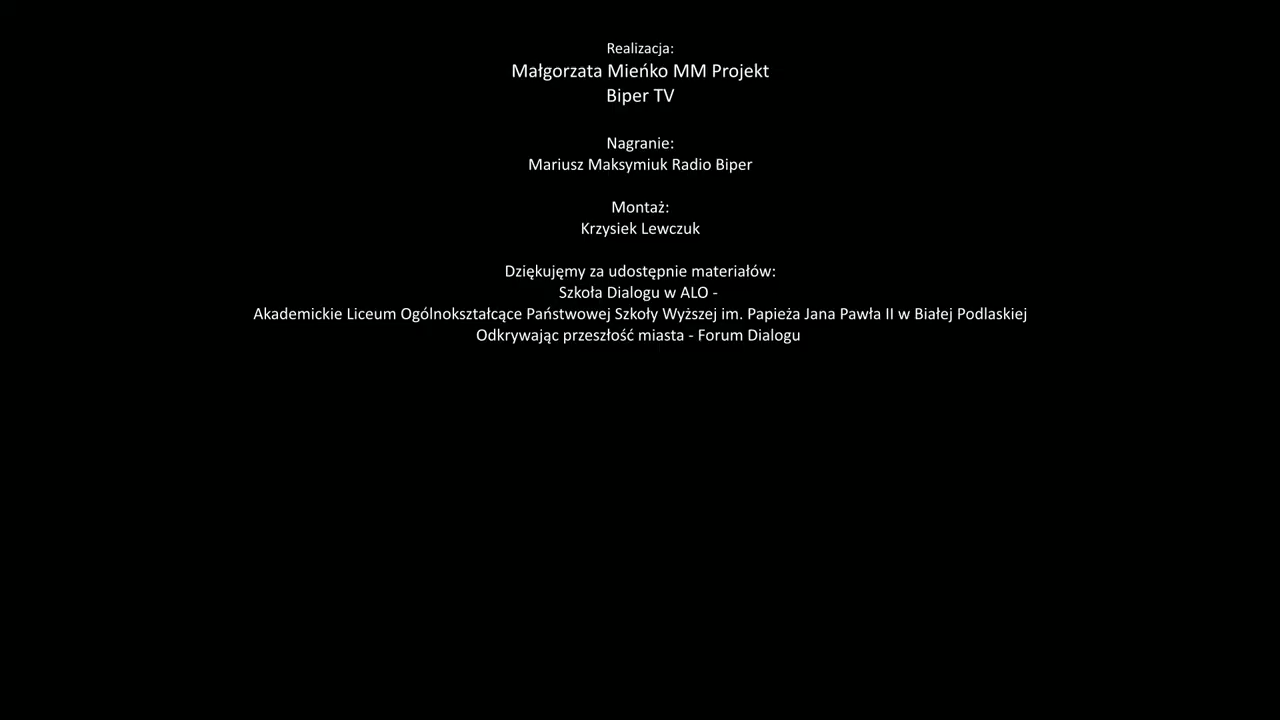 Realizacja:
Małgorzata Mieńko MM Projekt
Biper TV
Nagranie:
Mariusz Maksymiuk Radio Biper
Montaż:
Krzysiek Lewczuk
Dziękujęmy za udostępnie materiałów:
Szkoła Dialogu w ALO -
Akademickie Liceum Ogólnokształcące Państwowej Szkoły Wyższej im. Papieża Jana Pawła II w Białej Podlaskiej
Odkrywając przeszłość miasta - Forum Dialogu